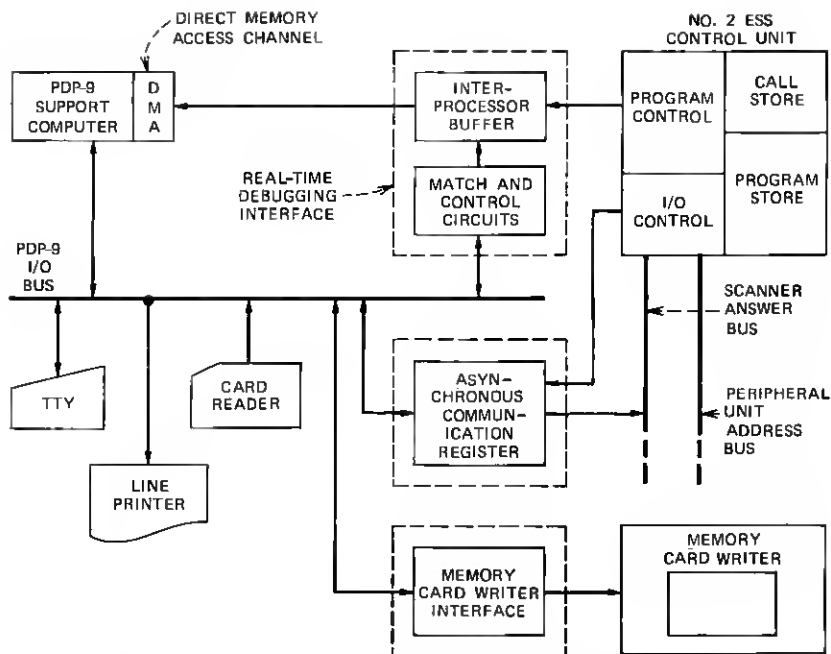 DIRECT MEMORY
ACCESS CHANNEL
NO. 2 ESS
CONTROL UNIT
PDP-9
SUPPORT
COMPUTER
D
M
A
INTER-
PROCESSOR
BUFFER
PROGRAM
CONTROL
CALL
STORE
REAL-TIME
DEBUGGING
INTERFACE
MATCH AND
CONTROL
CIRCUITS
I/O
CONTROL
PROGRAM
STORE
PDP-9
I/O
BUS
SCANNER
ANSWER
BUS
TTY
CARD
READER
ASYN-
CHRONOUS
COMMUN-
ICATION
REGISTER
PERIPHERAL
UNIT
ADDRESS
BUS
LINE
PRINTER
MEMORY
CARD WRITER
INTERFACE
MEMORY
CARD WRITER